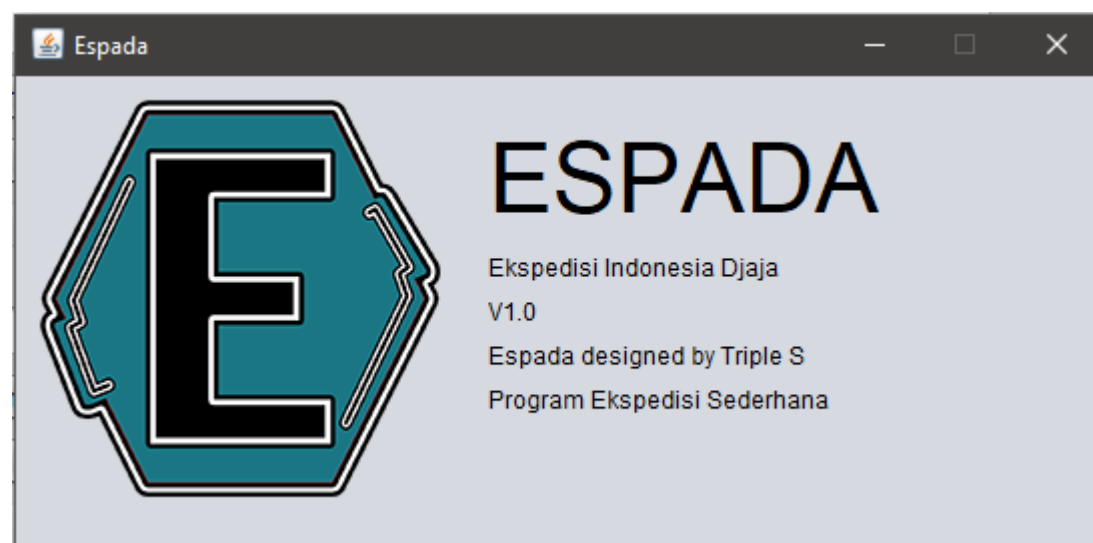 Espada
E
ESPADA
Ekspedisi Indonesia Djaja
V1.0
Espada designed by Triple S
Program Ekspedisi Sederhana